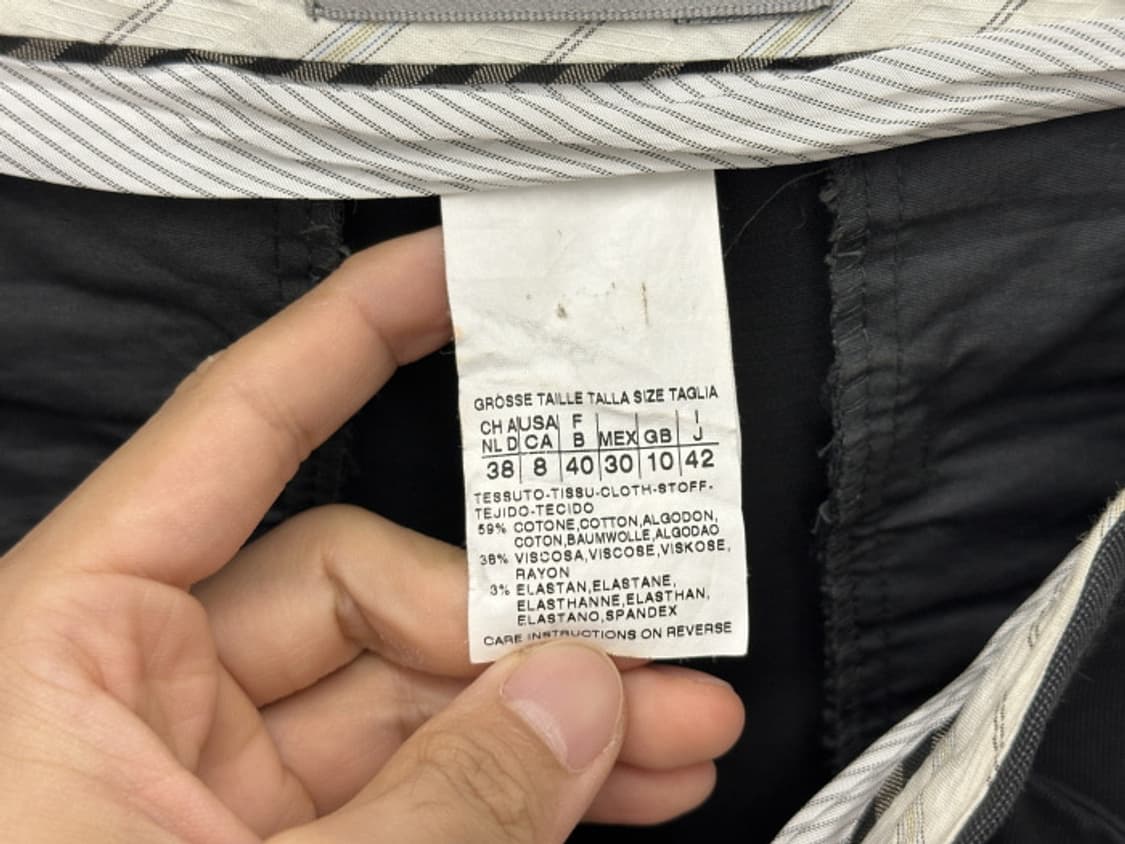 GRÖSSE TAILLE TALLA SIZE TAGLIA
CH A USA F I
NL D CA B MEX GB J
38 8 40 30 10 42
TESSUTO-TISSU-CLOTH-STOFF-
TEJIDO-TECIDO
59% COTONE,COTTON,ALGODON,
COTON,BAUMWOLLE,ALGODAO
38% VISCOSA,VISCOSE,VISKOSE,
RAYON
3% ELASTAN,ELASTANE,
ELASTHANNE,ELASTHAN,
ELASTANO,SPANDEX
CARE INSTRUCTIONS ON REVERSE